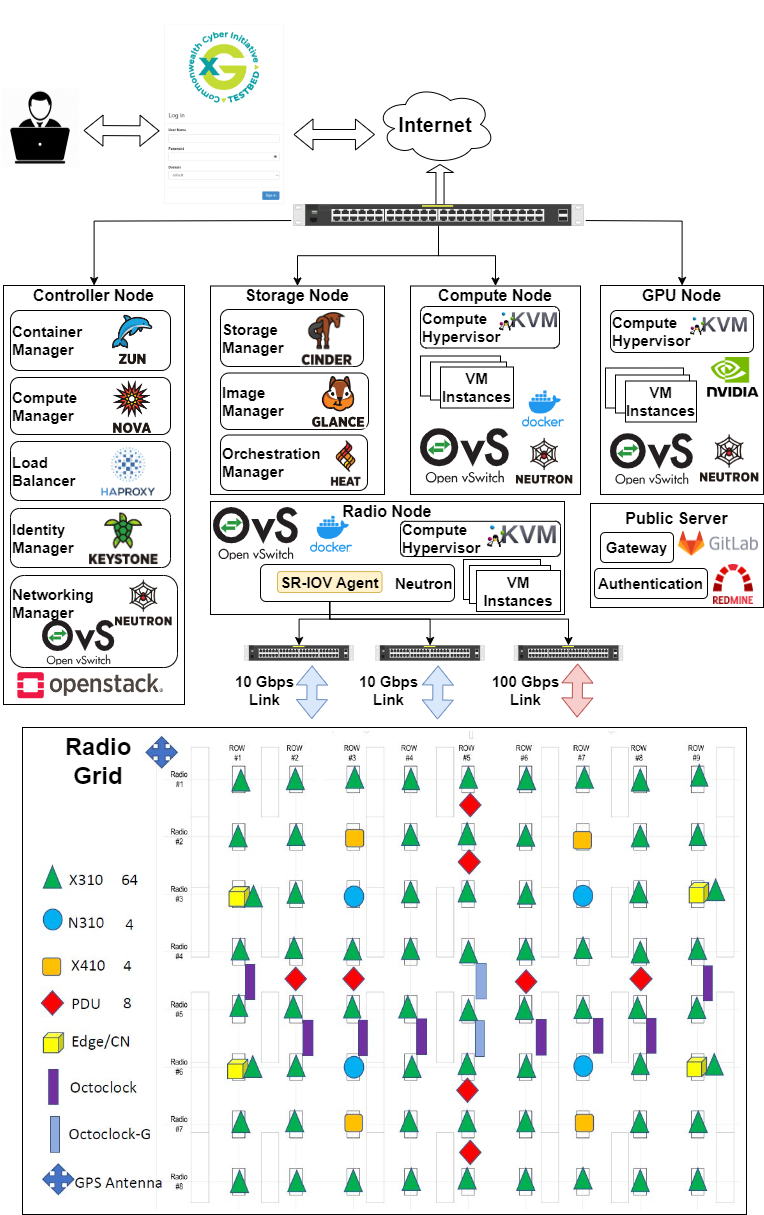 Commonwealth Cyber Initiative
XG
TESTBED
Log in
User Name
Password
Domain
default
Sign In
Internet
Controller Node
Container
Manager
ZUN
Compute
Manager
NOVA
Load
Balancer
HAPROXY
Identity
Manager
KEYSTONE
Networking
Manager
NEUTRON
OvS
Open vSwitch
openstack.
Storage Node
Storage
Manager
CINDER
Image
Manager
GLANCE
Orchestration
Manager
HEAT
Compute Node
Compute
Hypervisor
KVM
VM
Instances
docker
OvS
Open vSwitch
NEUTRON
GPU Node
Compute
Hypervisor
KVM
VM
Instances
NVIDIA
OvS
Open vSwitch
NEUTRON
Radio Node
OvS
Open vSwitch
docker
Compute
Hypervisor
KVM
SR-IOV Agent
Neutron
VM
Instances
Public Server
Gateway
GitLab
Authentication
REDMINE
10 Gbps
Link
10 Gbps
Link
100 Gbps
Link
Radio
Grid
ROW
#1
ROW
#2
ROW
#3
ROW
#4
ROW
#5
ROW
#6
ROW
#7
ROW
#8
ROW
#9
Radio
#1
Radio
#2
Radio
#3
Radio
#4
Radio
#5
Radio
#6
Radio
#7
Radio
#8
X310 64
N310 4
X410 4
PDU 8
Edge/CN
Octoclock
Octoclock-G
GPS Antenna